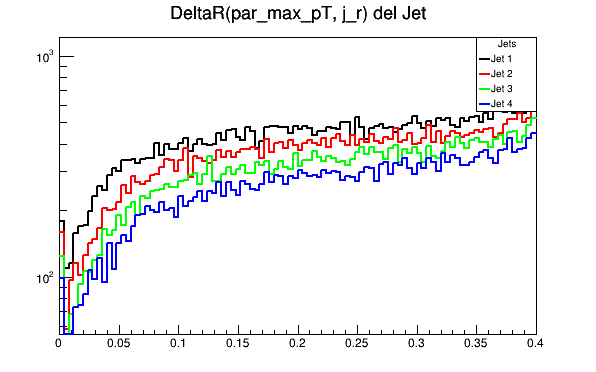 DeltaR(par_max_pT, j_r) del Jet
Jets
Jet 1
Jet 2
Jet 3
Jet 4
10³
10²
0 0.05 0.1 0.15 0.2 0.25 0.3 0.35 0.4